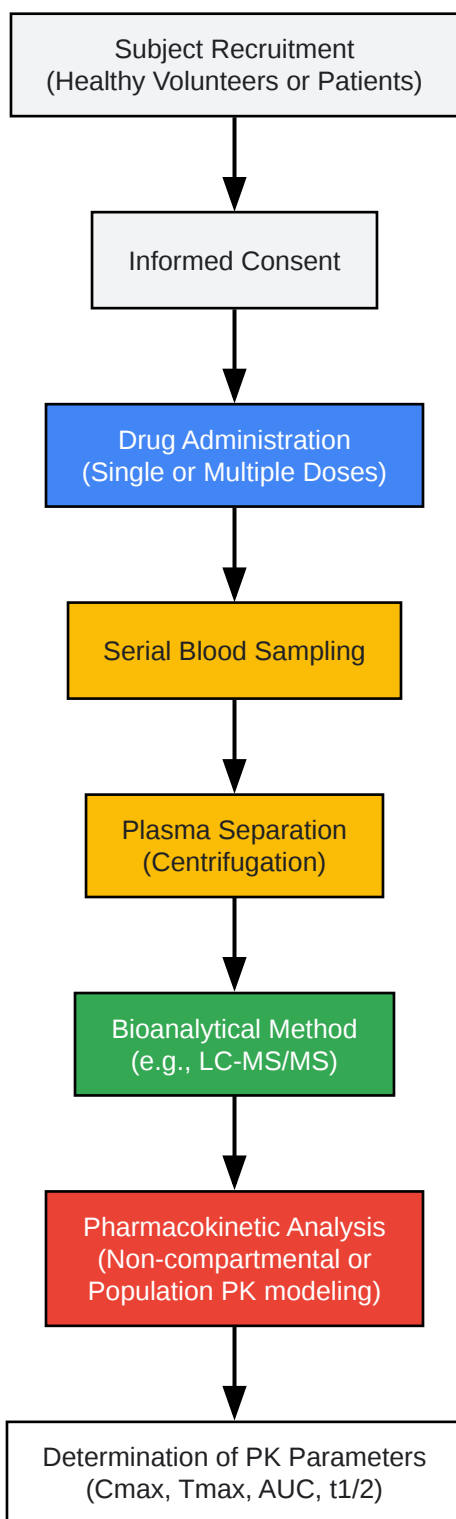 Subject Recruitment
(Healthy Volunteers or Patients)
Informed Consent
Drug Administration
(Single or Multiple Doses)
Serial Blood Sampling
Plasma Separation
(Centrifugation)
Bioanalytical Method
(e.g., LC-MS/MS)
Pharmacokinetic Analysis
(Non-compartmental or
Population PK modeling)
Determination of PK Parameters
(Cmax, Tmax, AUC, t1/2)